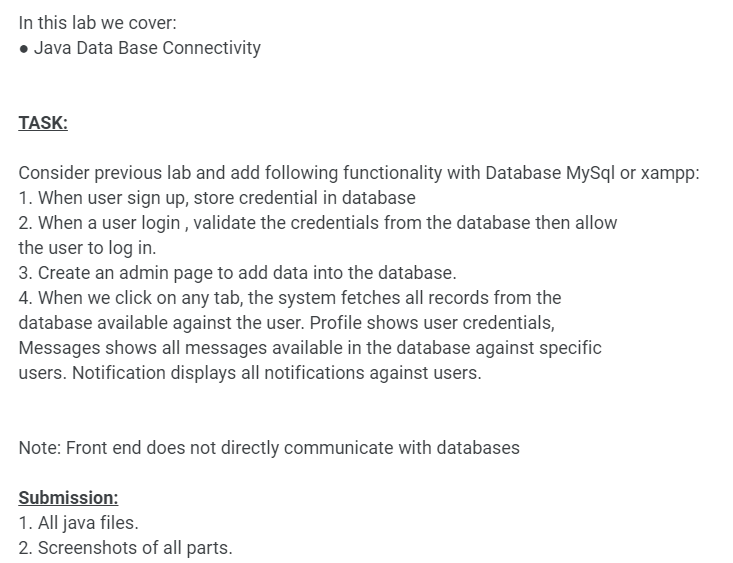 In this lab we cover:
● Java Data Base Connectivity
TASK:
Consider previous lab and add following functionality with Database MySql or xampp:
1. When user sign up, store credential in database
2. When a user login , validate the credentials from the database then allow
the user to log in.
3. Create an admin page to add data into the database.
4. When we click on any tab, the system fetches all records from the
database available against the user. Profile shows user credentials,
Messages shows all messages available in the database against specific
users. Notification displays all notifications against users.
Note: Front end does not directly communicate with databases
Submission:
1. All java files.
2. Screenshots of all parts.